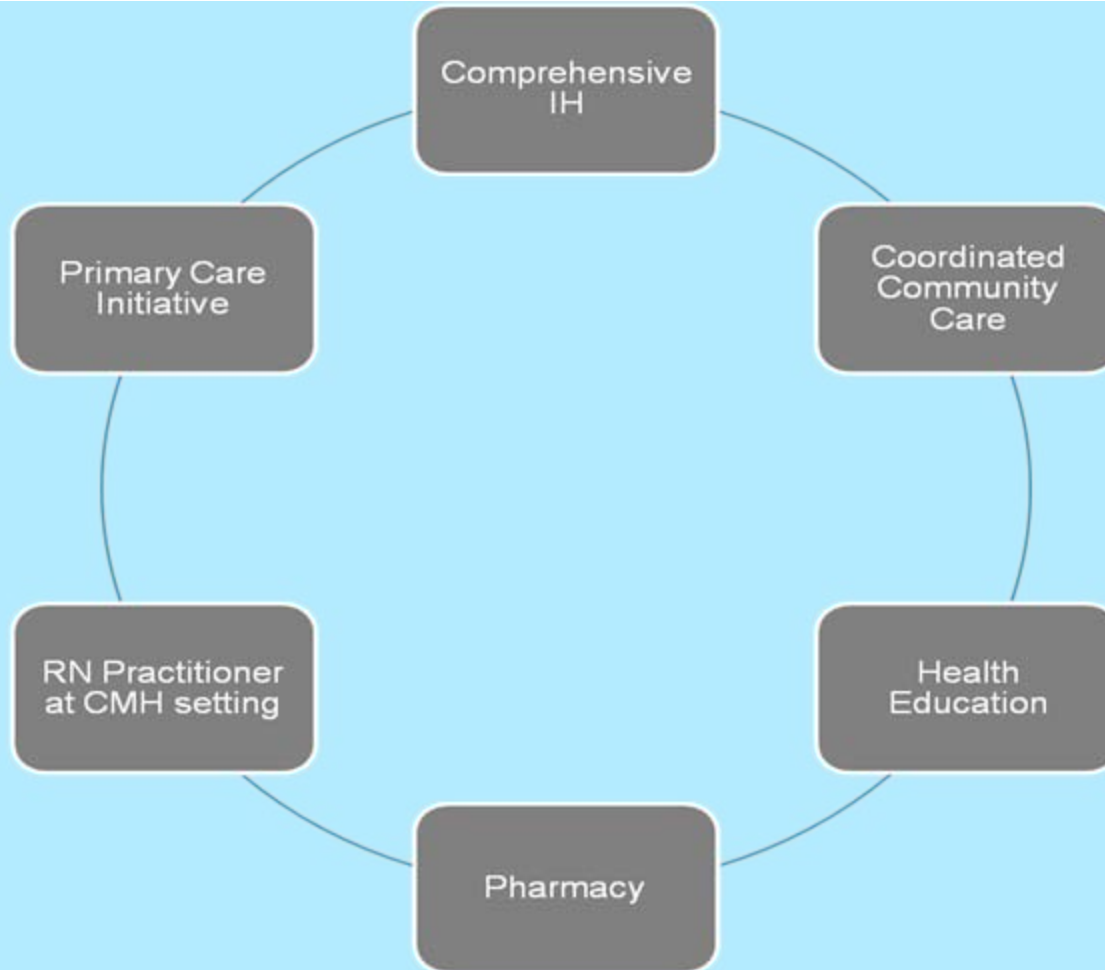 Comprehensive
IH
Coordinated
Community
Care
Health
Education
Pharmacy
RN Practitioner
at CMH setting
Primary Care
Initiative